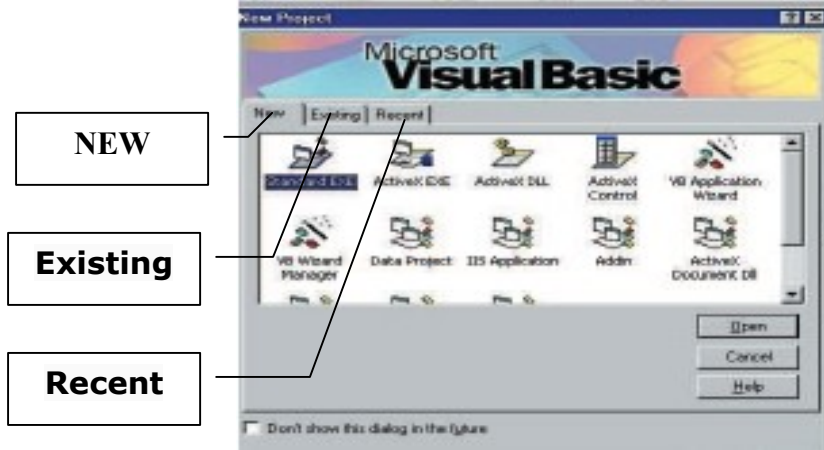 New Project
Microsoft
Visual Basic
New Existing Recent
NEW
Standard EXE ActiveX EXE ActiveX DLL ActiveX Control VB Application Wizard
Existing
VB Wizard Manager Data Project IIS Application Addin ActiveX Document Dll
Open
Cancel
Recent
Help
Don't show this dialog in the future